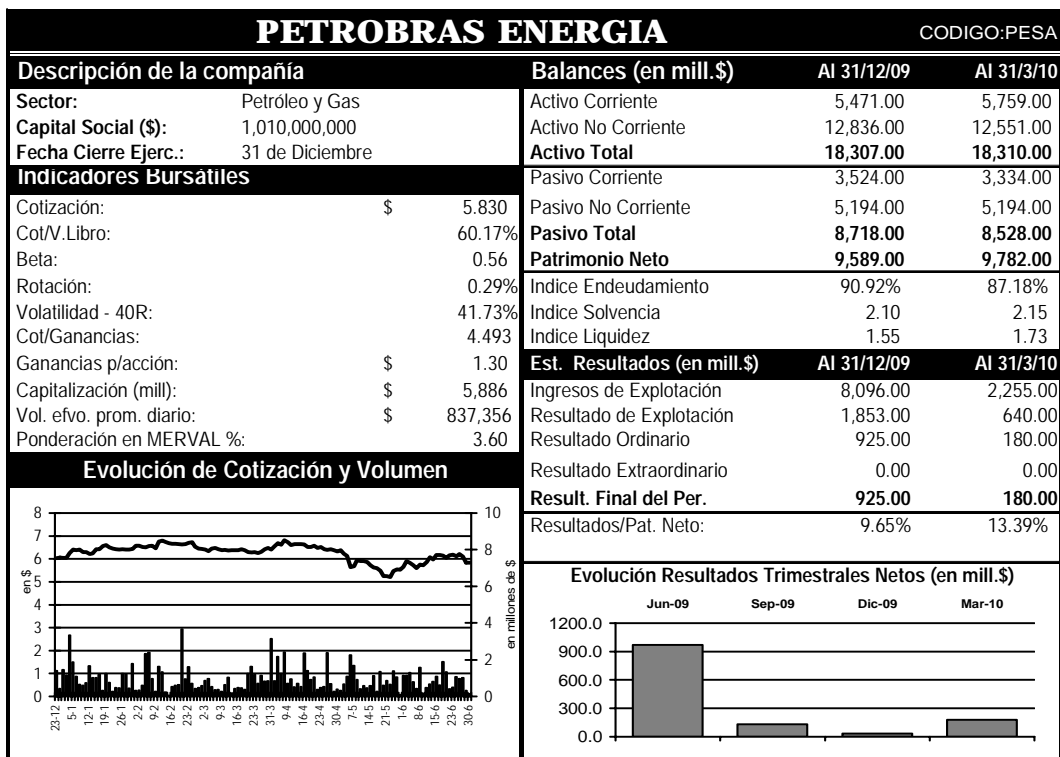 PETROBRAS ENERGIA CODIGO:PESA
Descripción de la compañía
Sector: Petróleo y Gas
Capital Social ($): 1,010,000,000
Fecha Cierre Ejerc.: 31 de Diciembre
Indicadores Bursátiles
Cotización: $ 5.830
Cot/V.Libro: 60.17%
Beta: 0.56
Rotación: 0.29%
Volatilidad - 40R: 41.73%
Cot/Ganancias: 4.493
Ganancias p/acción: $ 1.30
Capitalización (mill): $ 5,886
Vol. efvo. prom. diario: $ 837,356
Ponderación en MERVAL %: 3.60
Evolución de Cotización y Volumen
8
7
6
5
4
3
2
1
0
en $
10
8
6
4
2
0
en millones de $
23-12 5-1 12-1 19-1 26-1 2-2 9-2 16-2 23-2 2-3 9-3 16-3 23-3 31-3 9-4 16-4 23-4 30-4 7-5 14-5 21-5 1-6 8-6 15-6 23-6 30-6
Balances (en mill.$) Al 31/12/09 Al 31/3/10
Activo Corriente 5,471.00 5,759.00
Activo No Corriente 12,836.00 12,551.00
Activo Total 18,307.00 18,310.00
Pasivo Corriente 3,524.00 3,334.00
Pasivo No Corriente 5,194.00 5,194.00
Pasivo Total 8,718.00 8,528.00
Patrimonio Neto 9,589.00 9,782.00
Indice Endeudamiento 90.92% 87.18%
Indice Solvencia 2.10 2.15
Indice Liquidez 1.55 1.73
Est. Resultados (en mill.$) Al 31/12/09 Al 31/3/10
Ingresos de Explotación 8,096.00 2,255.00
Resultado de Explotación 1,853.00 640.00
Resultado Ordinario 925.00 180.00
Resultado Extraordinario 0.00 0.00
Result. Final del Per. 925.00 180.00
Resultados/Pat. Neto: 9.65% 13.39%
Evolución Resultados Trimestrales Netos (en mill.$)
Jun-09 Sep-09 Dic-09 Mar-10
1200.0
900.0
600.0
300.0
0.0